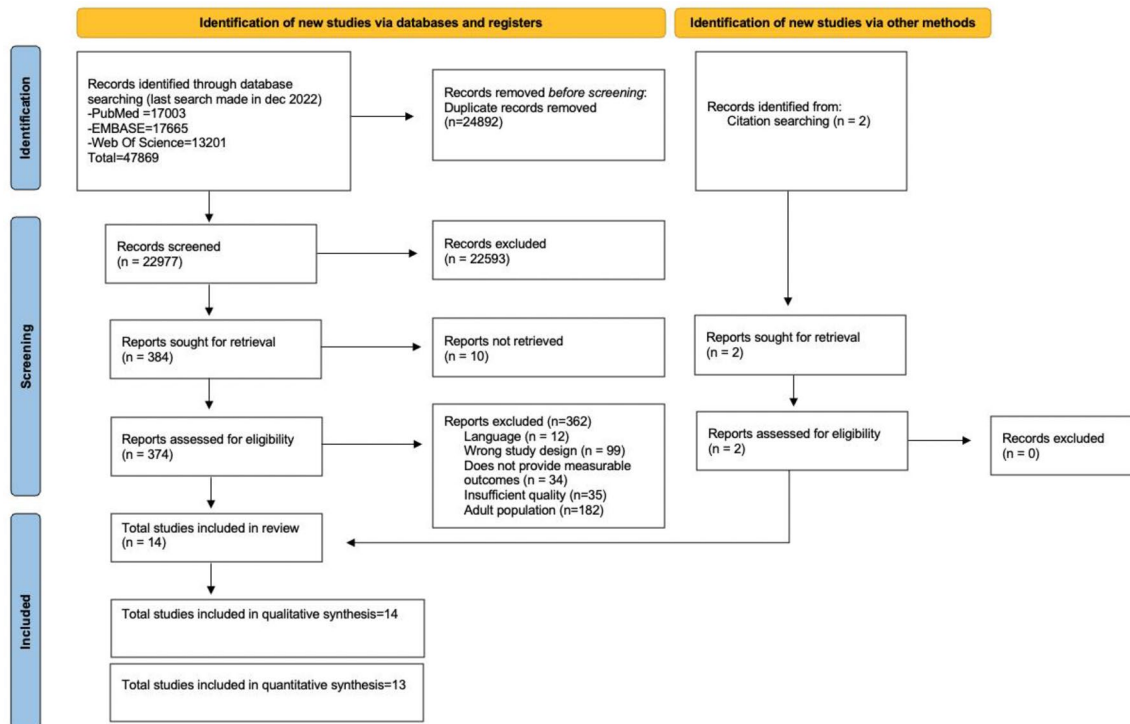 Identification of new studies via databases and registers
Identification of new studies via other methods
Identification
Records identified through database
searching (last search made in dec 2022)
-PubMed =17003
-EMBASE=17665
-Web Of Science=13201
Total=47869
Records removed before screening:
Duplicate records removed
(n=24892)
Records identified from:
Citation searching (n = 2)
Screening
Records screened
(n = 22977)
Records excluded
(n = 22593)
Reports sought for retrieval
(n = 384)
Reports not retrieved
(n = 10)
Reports sought for retrieval
(n = 2)
Reports assessed for eligibility
(n = 374)
Reports excluded (n=362)
Language (n = 12)
Wrong study design (n = 99)
Does not provide measurable
outcomes (n = 34)
Insufficient quality (n=35)
Adult population (n=182)
Reports assessed for eligibility
(n = 2)
Records excluded
(n = 0)
Included
Total studies included in review
(n = 14)
Total studies included in qualitative synthesis=14
Total studies included in quantitative synthesis=13